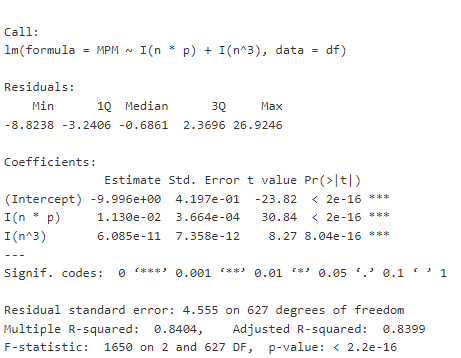 Call:
lm(formula = MPM ~ I(n * p) + I(n^3), data = df)
Residuals:
    Min      1Q  Median      3Q     Max
-8.8238 -3.2406 -0.6861  2.3696 26.9246
Coefficients:
              Estimate Std. Error t value Pr(>|t|)
(Intercept) -9.996e+00  4.197e-01  -23.82  < 2e-16 ***
I(n * p)     1.130e-02  3.664e-04   30.84  < 2e-16 ***
I(n^3)       6.085e-11  7.358e-12    8.27 8.04e-16 ***
---
Signif. codes:  0 ‘***’ 0.001 ‘**’ 0.01 ‘*’ 0.05 ‘.’ 0.1 ‘ ’ 1
Residual standard error: 4.555 on 627 degrees of freedom
Multiple R-squared:  0.8404,    Adjusted R-squared:  0.8399
F-statistic:  1650 on 2 and 627 DF,  p-value: < 2.2e-16